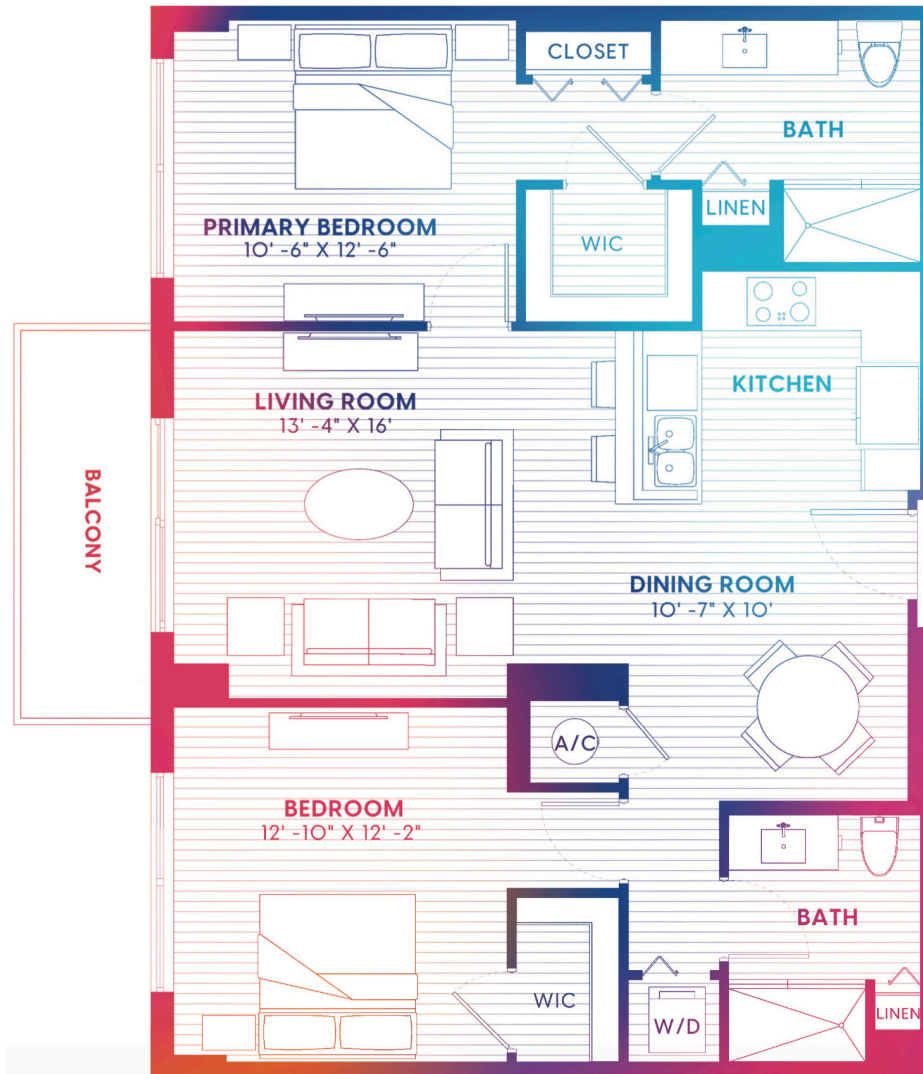 CLOSET
BATH
LINEN
PRIMARY BEDROOM
10' -6" X 12' -6"
WIC
KITCHEN
LIVING ROOM
13' -4" X 16'
BALCONY
DINING ROOM
10' -7" X 10'
A/C
BEDROOM
12' -10" X 12' -2"
BATH
WIC
W/D
LINEN